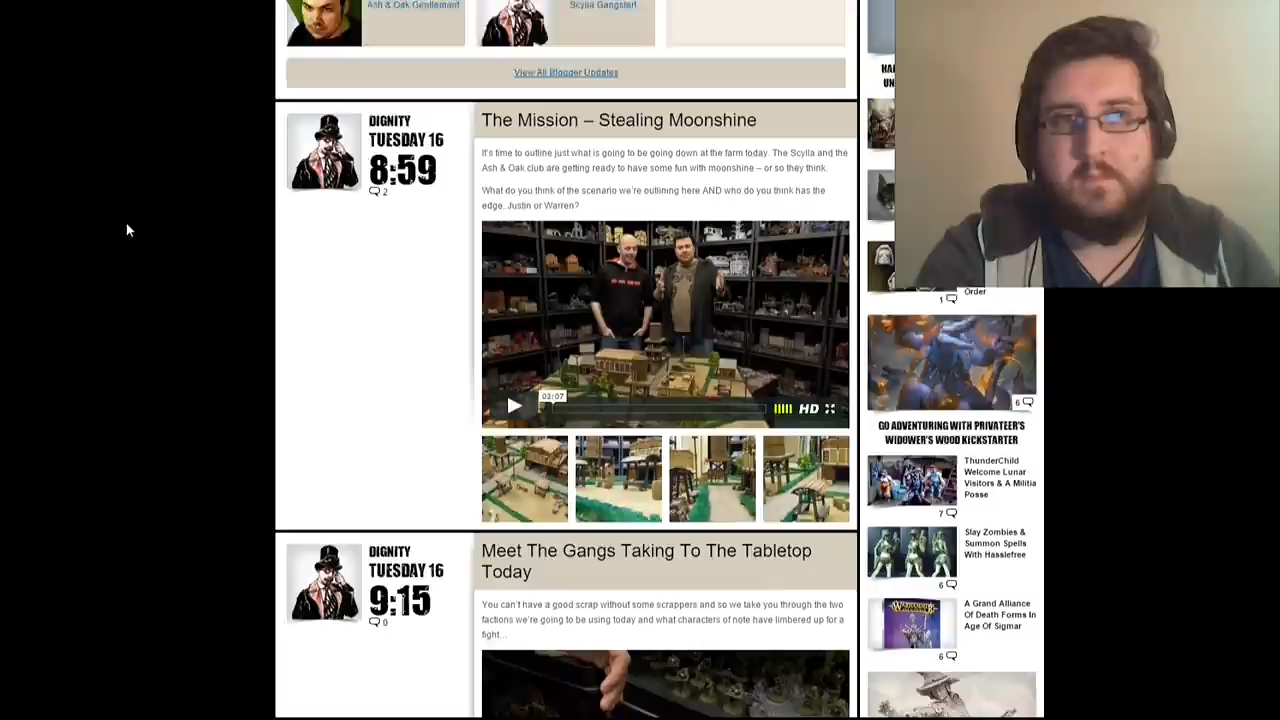 Ash & Oak Gentleman!
Scylla Gangster!
View All Blogger Updates
DIGNITY
TUESDAY 16
8:59
2
The Mission – Stealing Moonshine
It's time to outline just what is going to be going down at the farm today. The Scylla and the
Ash & Oak club are getting ready to have some fun with moonshine – or so they think.
What do you think of the scenario we're outlining here AND who do you think has the
edge, Justin or Warren?
03:07
HD
DIGNITY
TUESDAY 16
9:15
0
Meet The Gangs Taking To The Tabletop
Today
You can't have a good scrap without some scrappers and so we take you through the two
factions we're going to be using today and what characters of note have limbered up for a
fight...
HA
UN
Order
1
6
GO ADVENTURING WITH PRIVATEER'S
WIDOWER'S WOOD KICKSTARTER
ThunderChild
Welcome Lunar
Visitors & A Militia
Posse
7
Slay Zombies &
Summon Spells
With Hasslefree
6
WARHAMMER
A Grand Alliance
Of Death Forms In
Age Of Sigmar
6